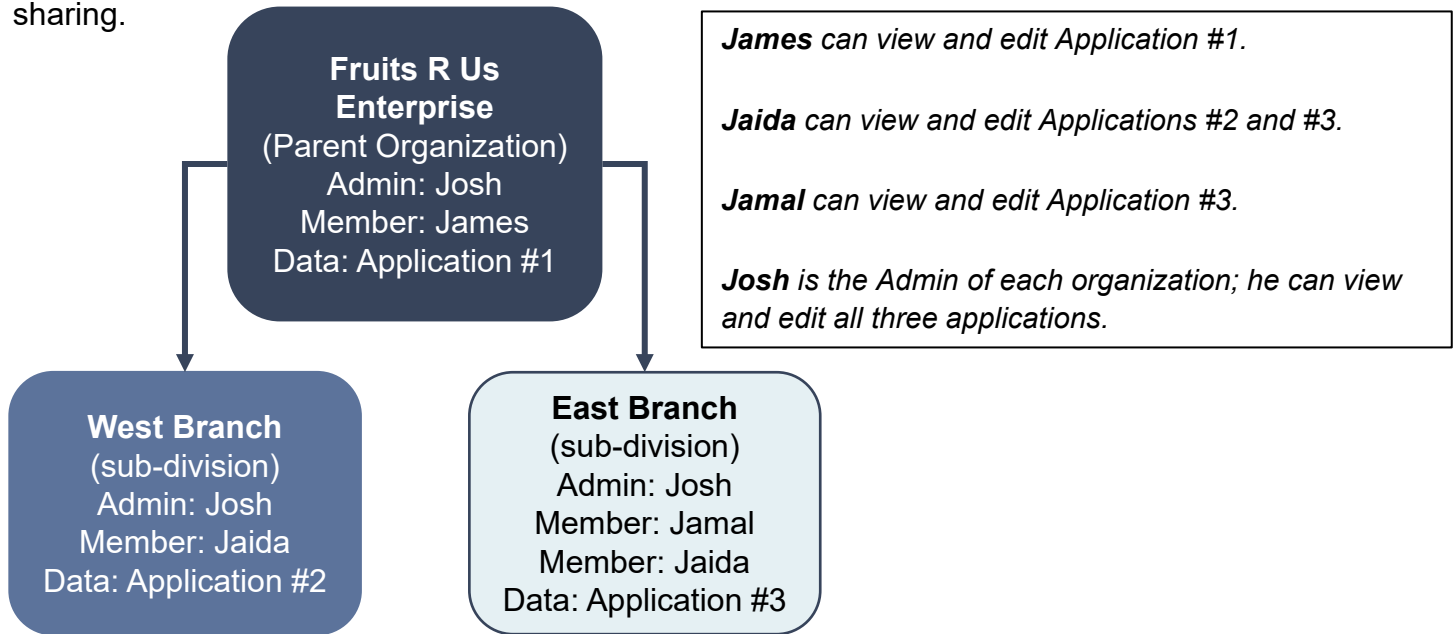 sharing.
Fruits R Us
Enterprise
(Parent Organization)
Admin: Josh
Member: James
Data: Application #1
James can view and edit Application #1.
Jaida can view and edit Applications #2 and #3.
Jamal can view and edit Application #3.
Josh is the Admin of each organization; he can view
and edit all three applications.
West Branch
(sub-division)
Admin: Josh
Member: Jaida
Data: Application #2
East Branch
(sub-division)
Admin: Josh
Member: Jamal
Member: Jaida
Data: Application #3